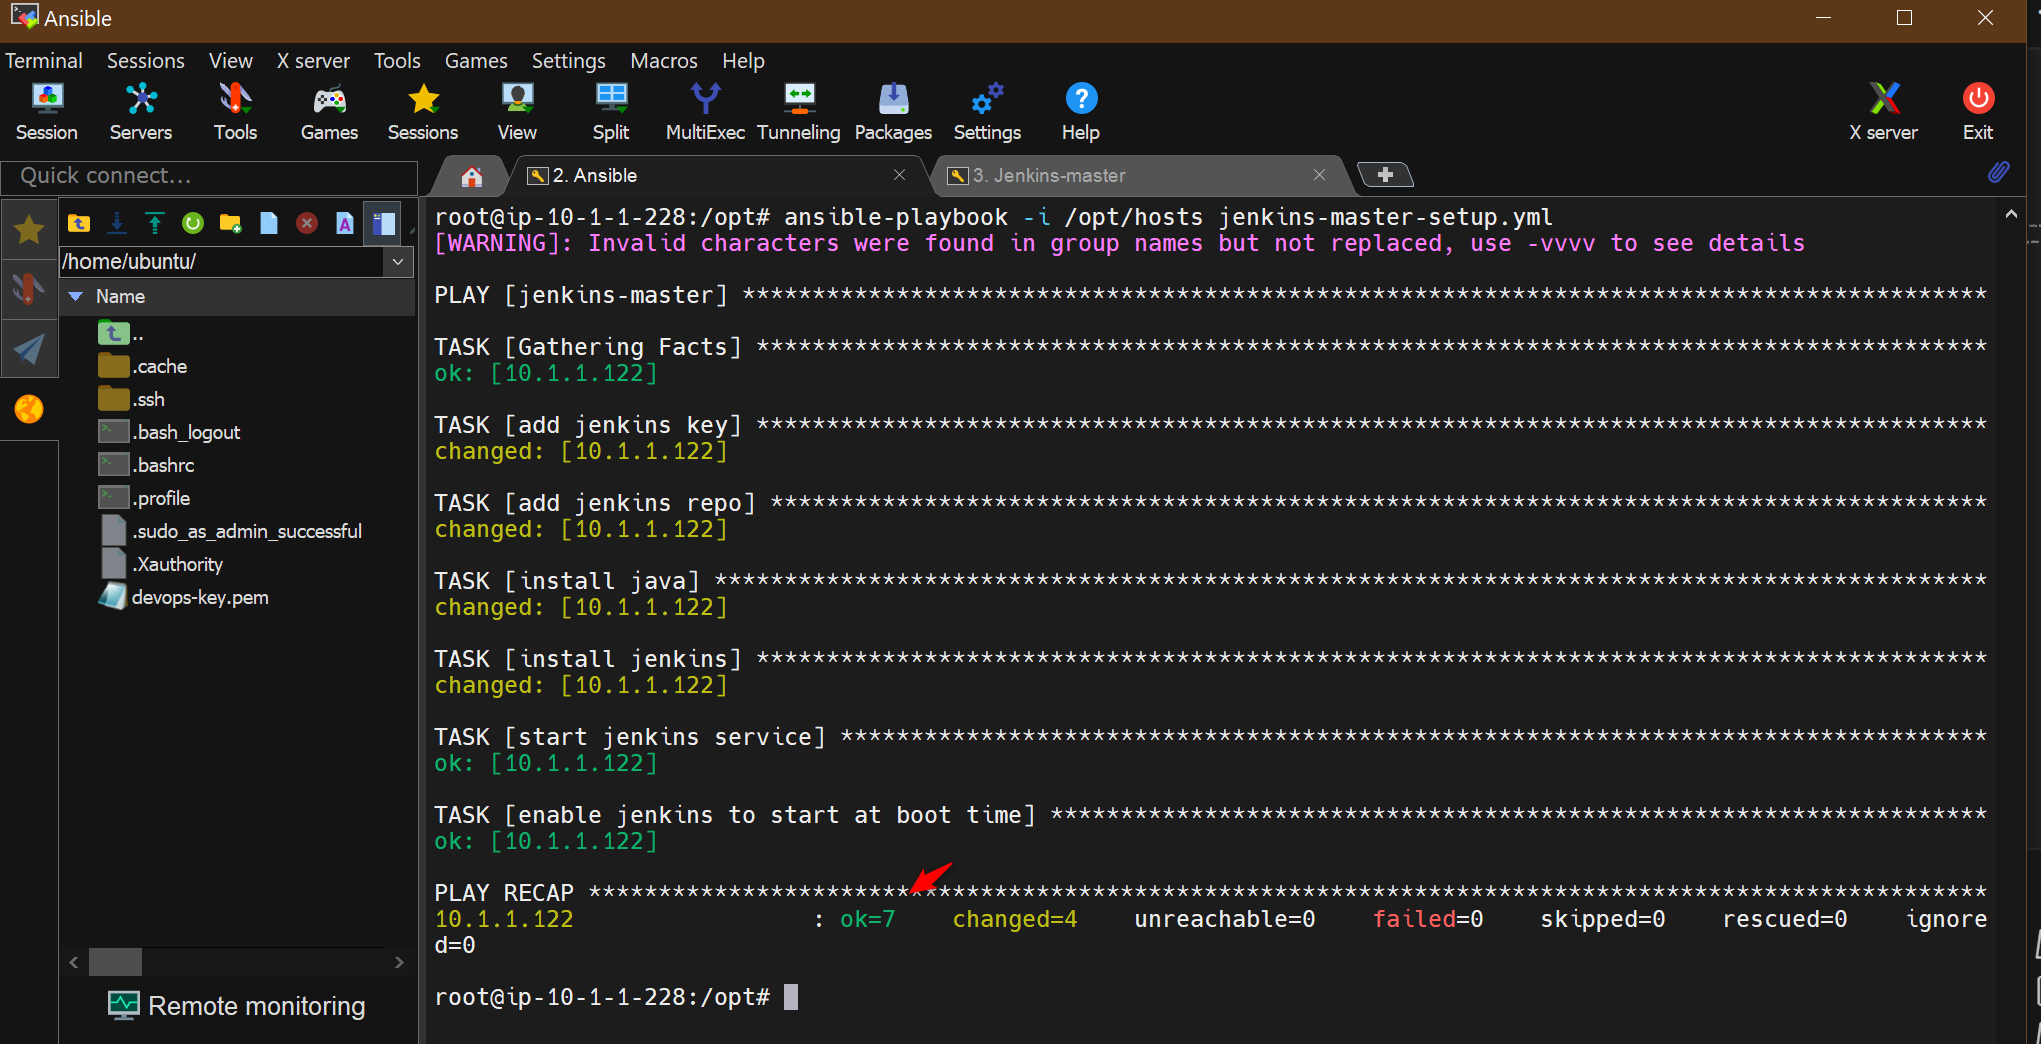 Ansible
Terminal Sessions View X server Tools Games Settings Macros Help
Session Servers Tools Games Sessions View Split MultiExec Tunneling Packages Settings Help X server Exit
Quick connect...
2. Ansible
3. Jenkins-master
/home/ubuntu/
Name
..
.cache
.ssh
.bash_logout
.bashrc
.profile
.sudo_as_admin_successful
.Xauthority
devops-key.pem
Remote monitoring
root@ip-10-1-1-228:/opt# ansible-playbook -i /opt/hosts jenkins-master-setup.yml
[WARNING]: Invalid characters were found in group names but not replaced, use -vvvv to see details
PLAY [jenkins-master] *****************************************************************************************
TASK [Gathering Facts] ****************************************************************************************
ok: [10.1.1.122]
TASK [add jenkins key] ****************************************************************************************
changed: [10.1.1.122]
TASK [add jenkins repo] ***************************************************************************************
changed: [10.1.1.122]
TASK [install java] *******************************************************************************************
changed: [10.1.1.122]
TASK [install jenkins] ****************************************************************************************
changed: [10.1.1.122]
TASK [start jenkins service] **********************************************************************************
ok: [10.1.1.122]
TASK [enable jenkins to start at boot time] *******************************************************************
ok: [10.1.1.122]
PLAY RECAP ****************************************************************************************************
10.1.1.122 : ok=7 changed=4 unreachable=0 failed=0 skipped=0 rescued=0 ignore
d=0
root@ip-10-1-1-228:/opt#